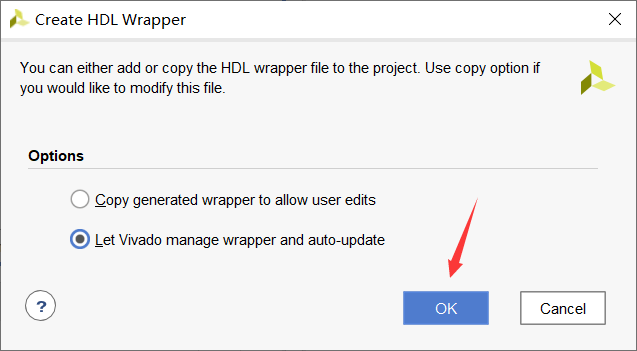 Create HDL Wrapper
You can either add or copy the HDL wrapper file to the project. Use copy option if
you would like to modify this file.
Options
Copy generated wrapper to allow user edits
Let Vivado manage wrapper and auto-update
?
OK
Cancel